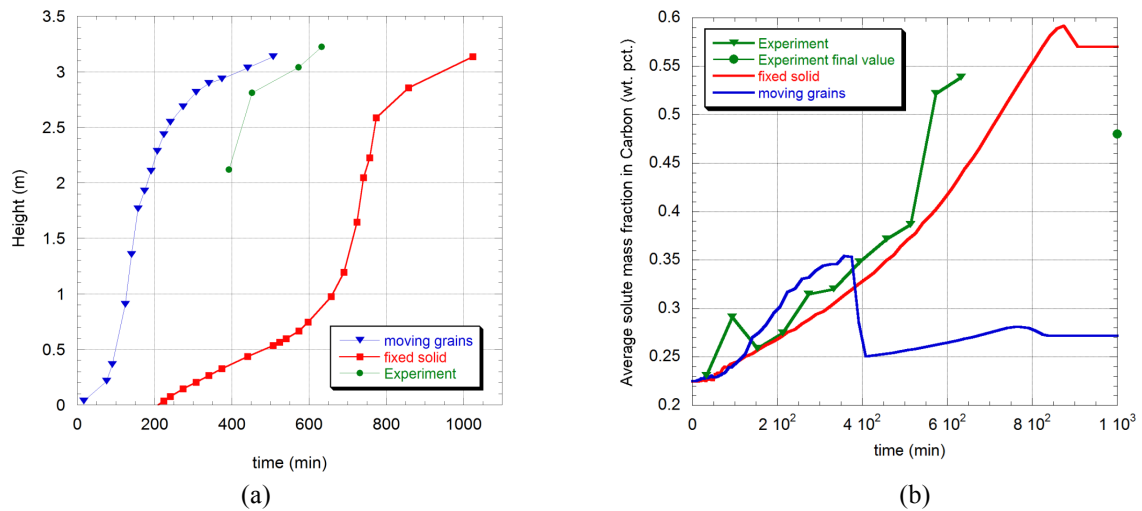 3.5
3
2.5
2
1.5
1
0.5
0
Height (m)
0 200 400 600 800 1000
time (min)
moving grains
fixed solid
Experiment
(a)
0.6
0.55
0.5
0.45
0.4
0.35
0.3
0.25
0.2
Average solute mass fraction in Carbon (wt. pct.)
Experiment
Experiment final value
fixed solid
moving grains
0 2 10² 4 10² 6 10² 8 10² 1 10³
time (min)
(b)